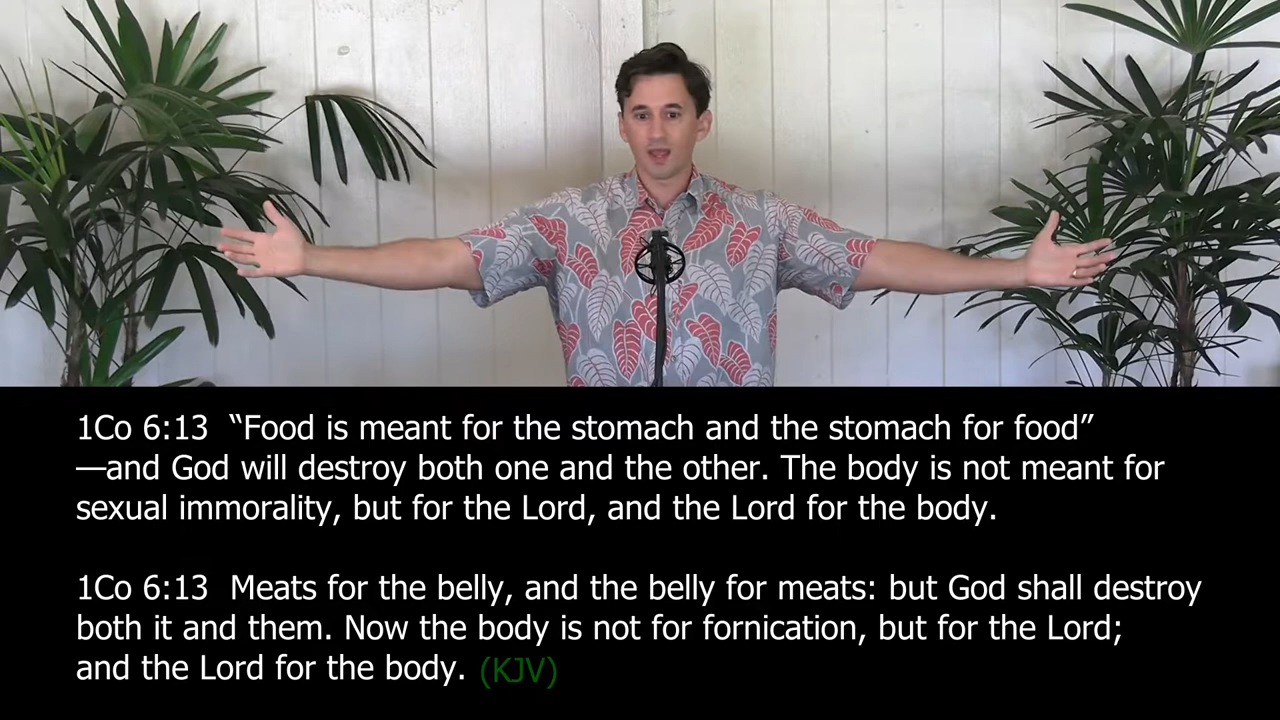 1Co 6:13  “Food is meant for the stomach and the stomach for food”
—and God will destroy both one and the other. The body is not meant for
sexual immorality, but for the Lord, and the Lord for the body.
1Co 6:13  Meats for the belly, and the belly for meats: but God shall destroy
both it and them. Now the body is not for fornication, but for the Lord;
and the Lord for the body. (KJV)